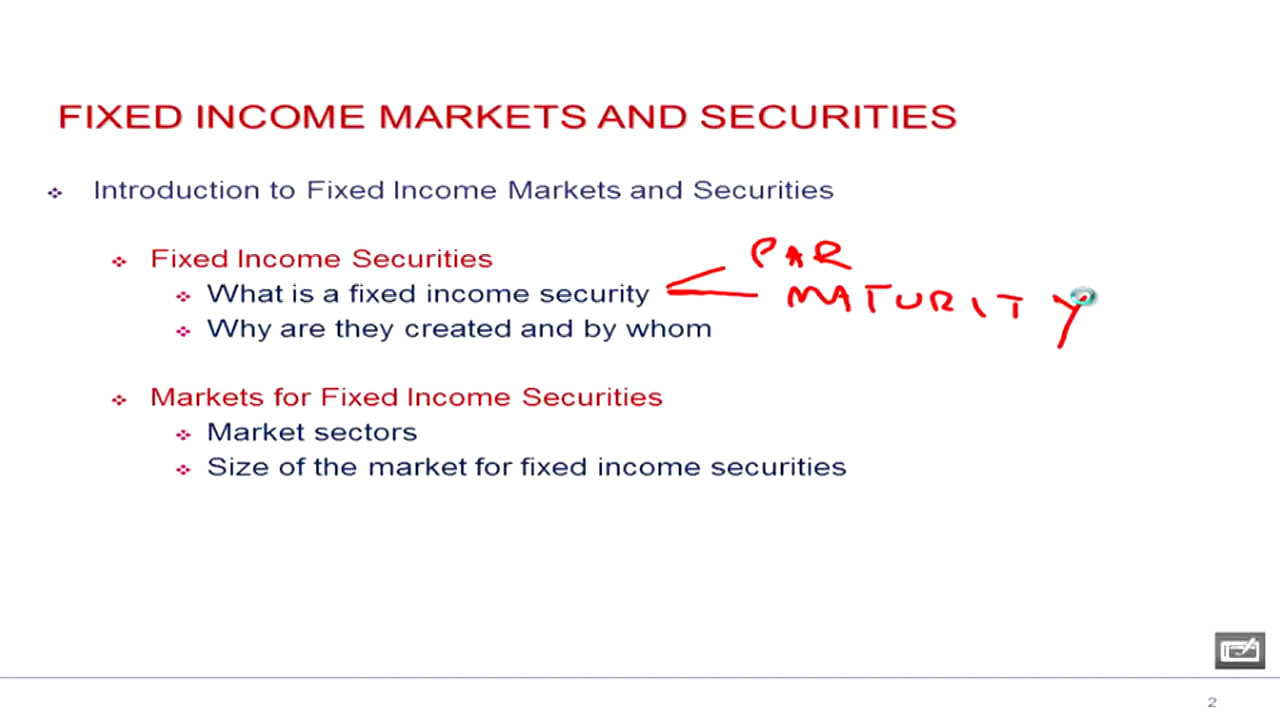 FIXED INCOME MARKETS AND SECURITIES
Introduction to Fixed Income Markets and Securities
Fixed Income Securities
PAR
What is a fixed income security
MATURITY
Why are they created and by whom
Markets for Fixed Income Securities
Market sectors
Size of the market for fixed income securities
2